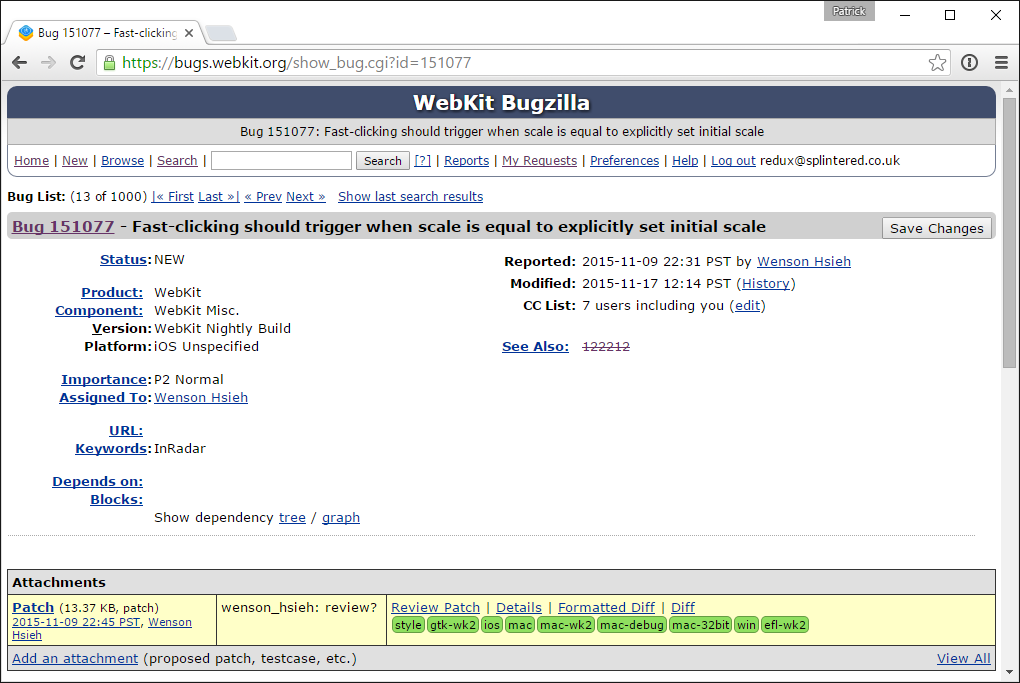 Patrick
Bug 151077 – Fast-clicking
https://bugs.webkit.org/show_bug.cgi?id=151077
WebKit Bugzilla
Bug 151077: Fast-clicking should trigger when scale is equal to explicitly set initial scale
Home | New | Browse | Search | Search [?] | Reports | My Requests | Preferences | Help | Log out redux@splintered.co.uk
Bug List: (13 of 1000) |« First Last »| « Prev Next » Show last search results
Bug 151077 - Fast-clicking should trigger when scale is equal to explicitly set initial scale Save Changes
Status: NEW
Product: WebKit
Component: WebKit Misc.
Version: WebKit Nightly Build
Platform: iOS Unspecified
Importance: P2 Normal
Assigned To: Wenson Hsieh
URL:
Keywords: InRadar
Depends on:
Blocks:
Show dependency tree / graph
Reported: 2015-11-09 22:31 PST by Wenson Hsieh
Modified: 2015-11-17 12:14 PST (History)
CC List: 7 users including you (edit)
See Also: 122212
Attachments
Patch (13.37 KB, patch)
2015-11-09 22:45 PST, Wenson
Hsieh
wenson_hsieh: review?
Review Patch | Details | Formatted Diff | Diff
style gtk-wk2 ios mac mac-wk2 mac-debug mac-32bit win efl-wk2
Add an attachment (proposed patch, testcase, etc.) View All